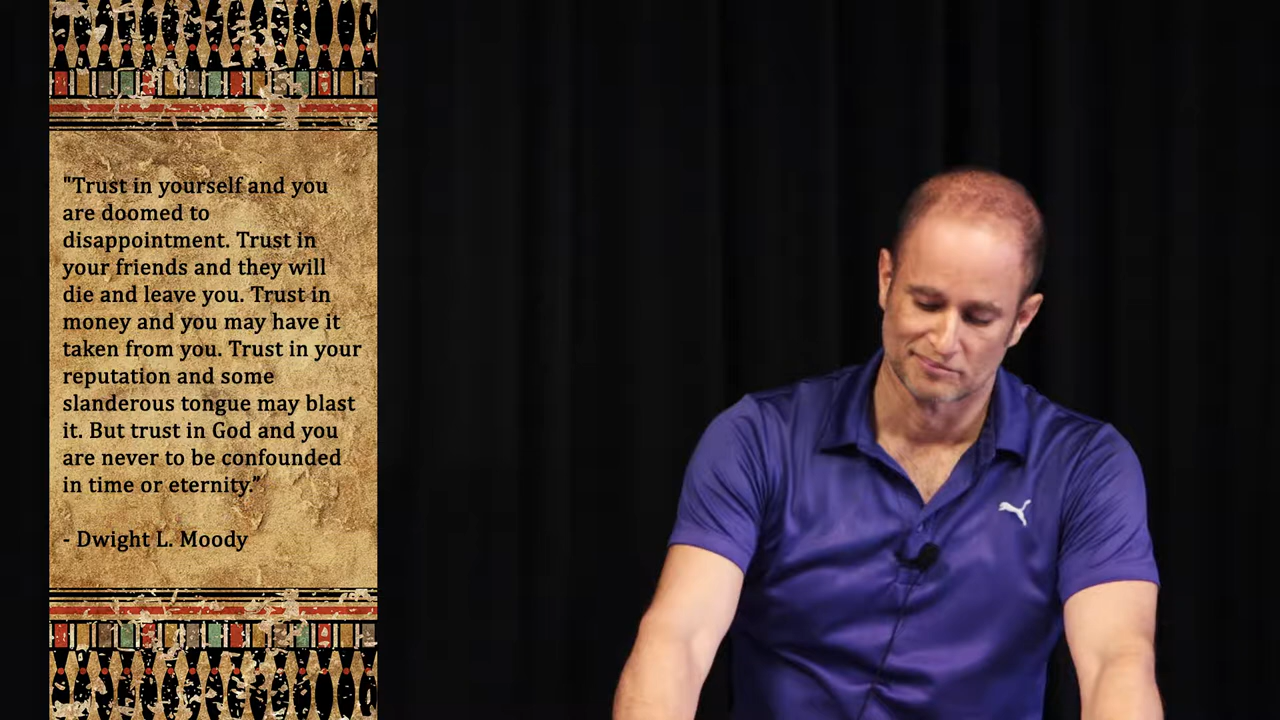 "Trust in yourself and you
are doomed to
disappointment. Trust in
your friends and they will
die and leave you. Trust in
money and you may have it
taken from you. Trust in your
reputation and some
slanderous tongue may blast
it. But trust in God and you
are never to be confounded
in time or eternity.”
- Dwight L. Moody